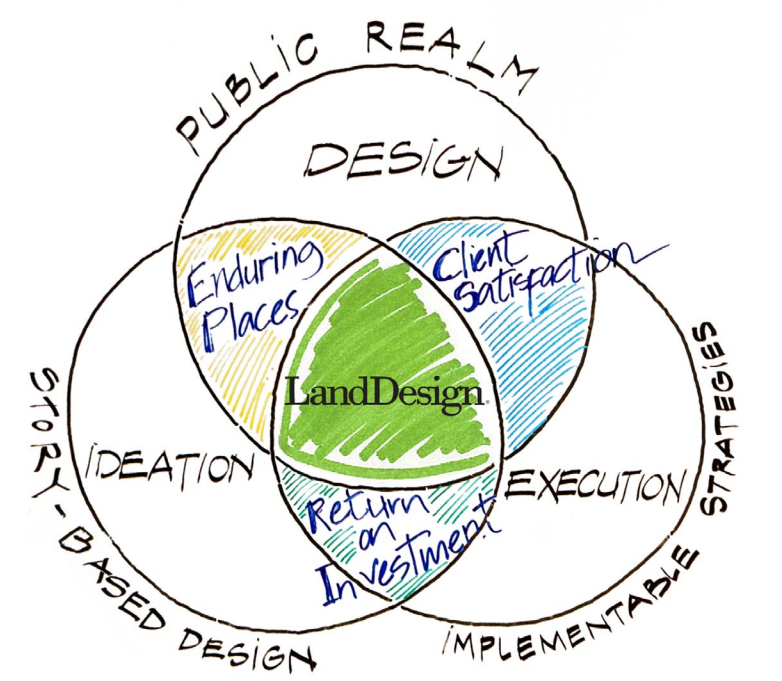 PUBLIC REALM
DESIGN
Enduring
Places
Client
Satisfaction
LandDesign
IDEATION
EXECUTION
Return
on
Investment
STORY-BASED DESIGN
IMPLEMENTABLE STRATEGIES